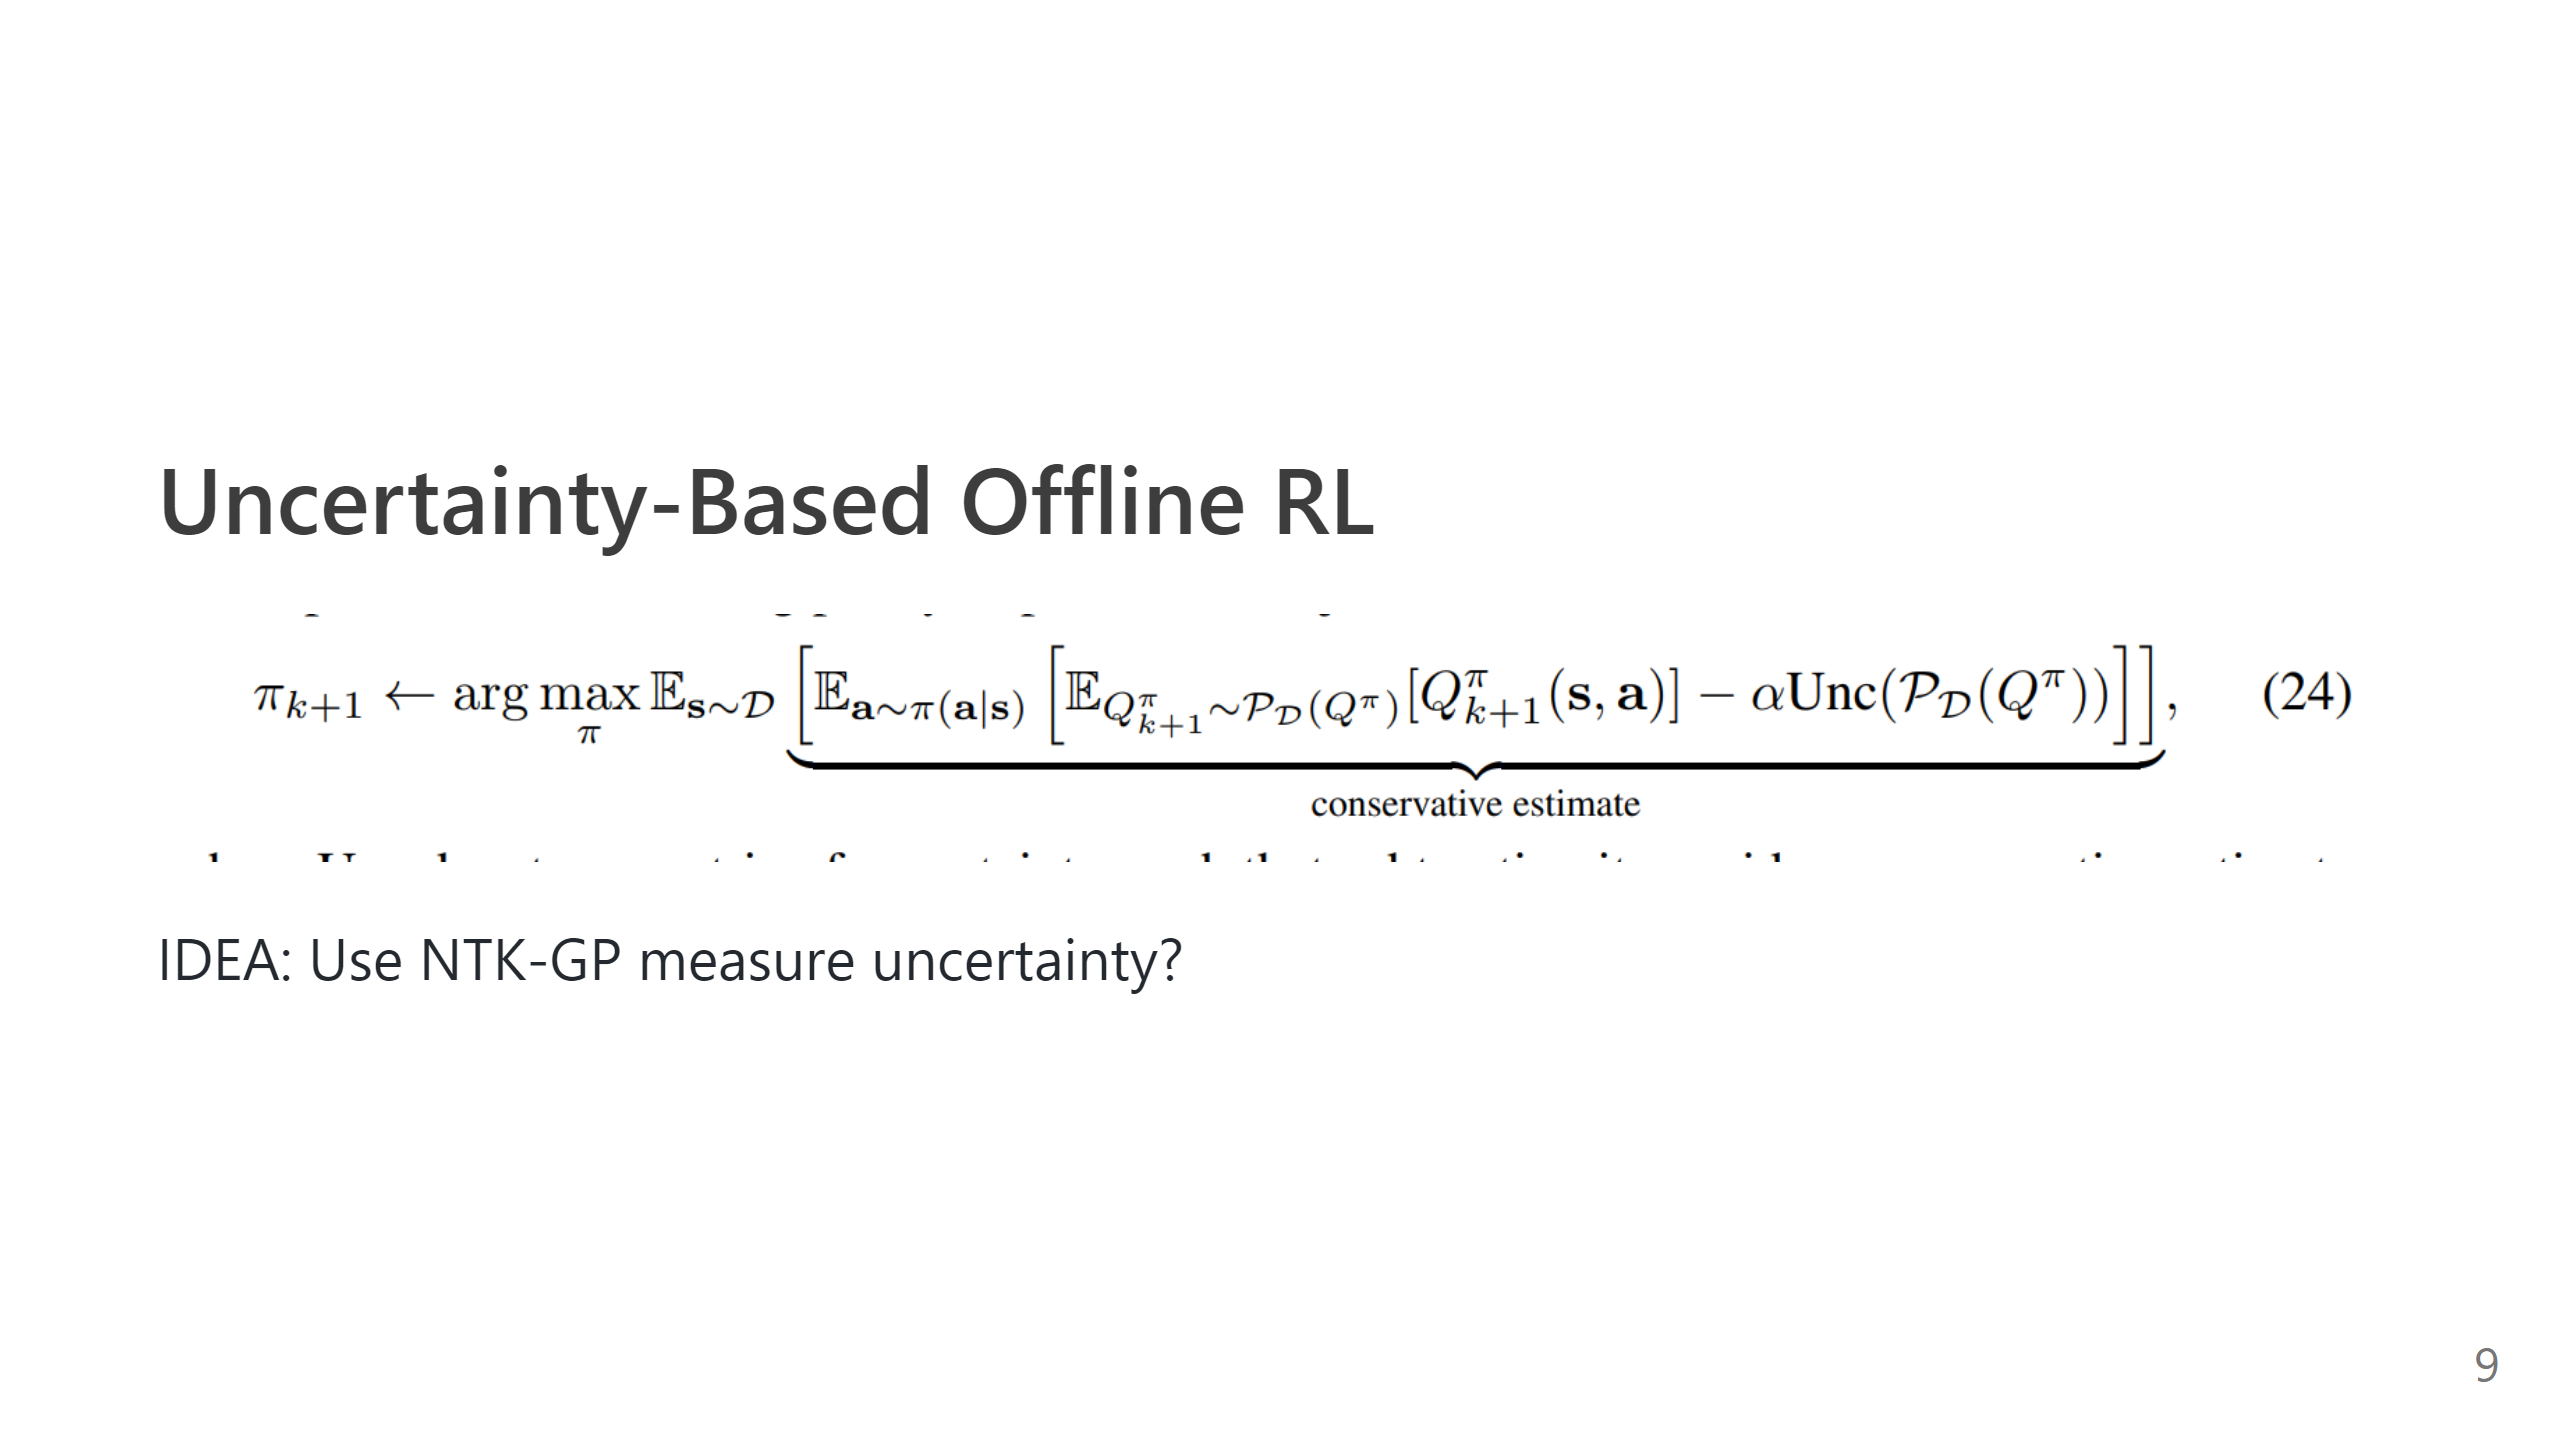 Uncertainty-Based Offline RL
π_{k+1} ← arg max_π 𝔼_{s∼𝒟} [𝔼_{a∼π(a|s)} [𝔼_{Q^π_{k+1}∼𝒫_𝒟(Q^π)}[Q^π_{k+1}(s, a)] − αUnc(𝒫_𝒟(Q^π))]], (24)
conservative estimate
IDEA: Use NTK-GP measure uncertainty?
9